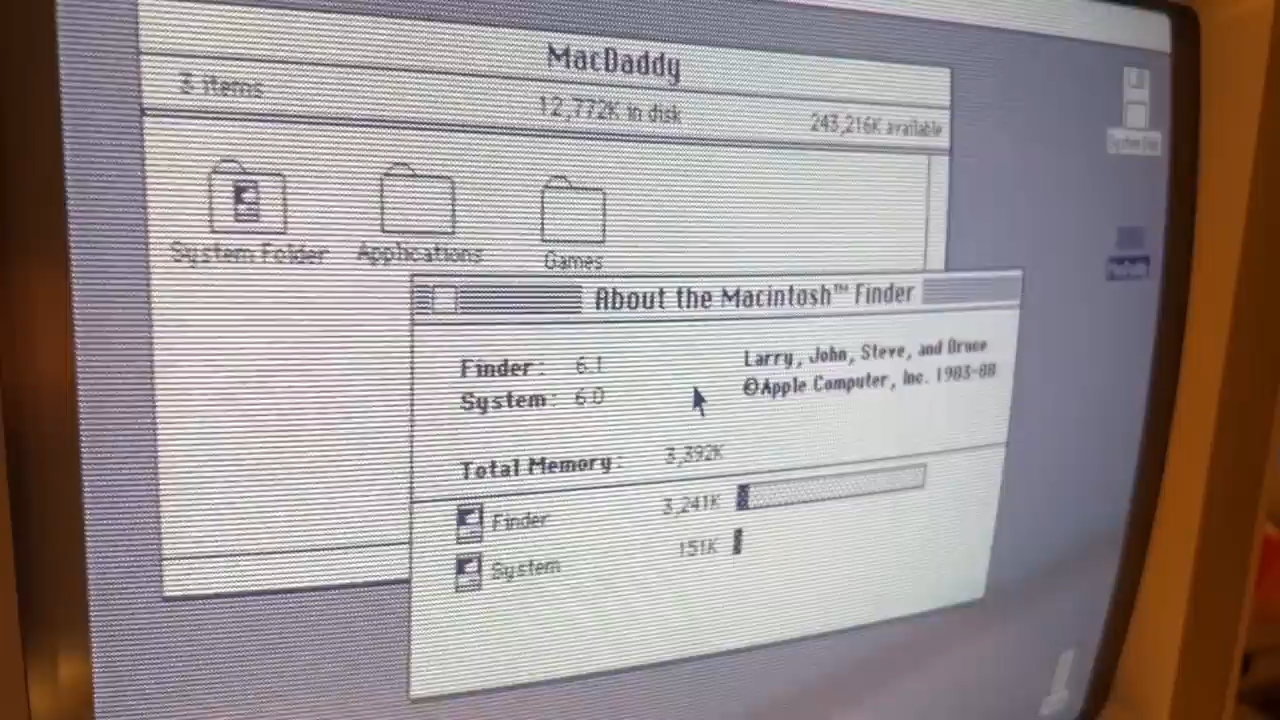 MacDaddy
3 items
12,772K in disk
243,216K available
System Folder
Applications
Games
About the Macintosh™ Finder
Finder: 6.1
System: 6.0
Larry, John, Steve, and Bruce
©Apple Computer, Inc. 1983-88
Total Memory: 3,392K
Finder 3,241K
System 151K